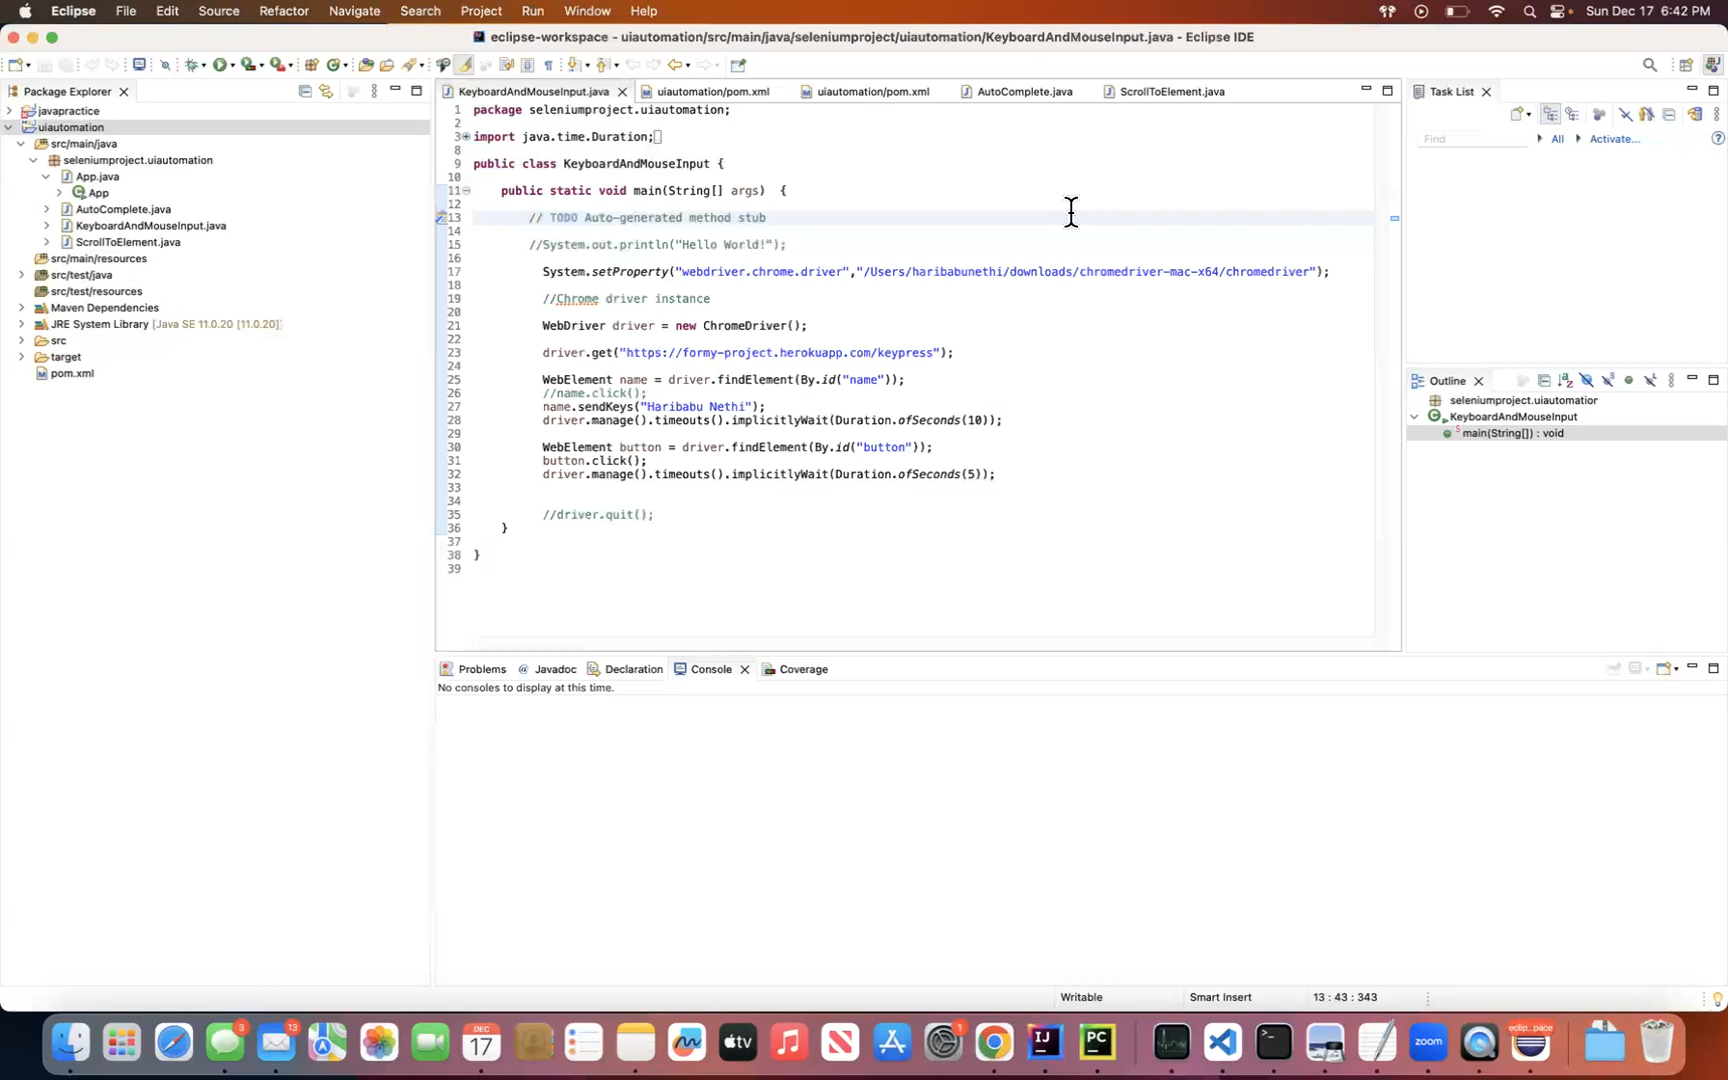 Eclipse File Edit Source Refactor Navigate Search Project Run Window Help Sun Dec 17 6:42 PM
eclipse-workspace - uiautomation/src/main/java/seleniumproject/uiautomation/KeyboardAndMouseInput.java - Eclipse IDE
Package Explorer
javapractice
uiautomation
src/main/java
seleniumproject.uiautomation
App.java
App
AutoComplete.java
KeyboardAndMouseInput.java
ScrollToElement.java
src/main/resources
src/test/java
src/test/resources
Maven Dependencies
JRE System Library [Java SE 11.0.20 [11.0.20]]
src
target
pom.xml
KeyboardAndMouseInput.java uiautomation/pom.xml uiautomation/pom.xml AutoComplete.java ScrollToElement.java
1 package seleniumproject.uiautomation;
2
3 import java.time.Duration;
8
9 public class KeyboardAndMouseInput {
10
11 public static void main(String[] args) {
12
13 // TODO Auto-generated method stub
14
15 //System.out.println("Hello World!");
16
17 System.setProperty("webdriver.chrome.driver","/Users/haribabunethi/downloads/chromedriver-mac-x64/chromedriver");
18
19 //Chrome driver instance
20
21 WebDriver driver = new ChromeDriver();
22
23 driver.get("https://formy-project.herokuapp.com/keypress");
24
25 WebElement name = driver.findElement(By.id("name"));
26 //name.click();
27 name.sendKeys("Haribabu Nethi");
28 driver.manage().timeouts().implicitlyWait(Duration.ofSeconds(10));
29
30 WebElement button = driver.findElement(By.id("button"));
31 button.click();
32 driver.manage().timeouts().implicitlyWait(Duration.ofSeconds(5));
33
34
35 //driver.quit();
36 }
37
38 }
39
Task List
Find All Activate...
Outline
seleniumproject.uiautomatior
KeyboardAndMouseInput
S main(String[]) : void
Problems @ Javadoc Declaration Console Coverage
No consoles to display at this time.
Writable Smart Insert 13 : 43 : 343
3 13 DEC 17 tv 1 IJ PC zoom eclip..pace